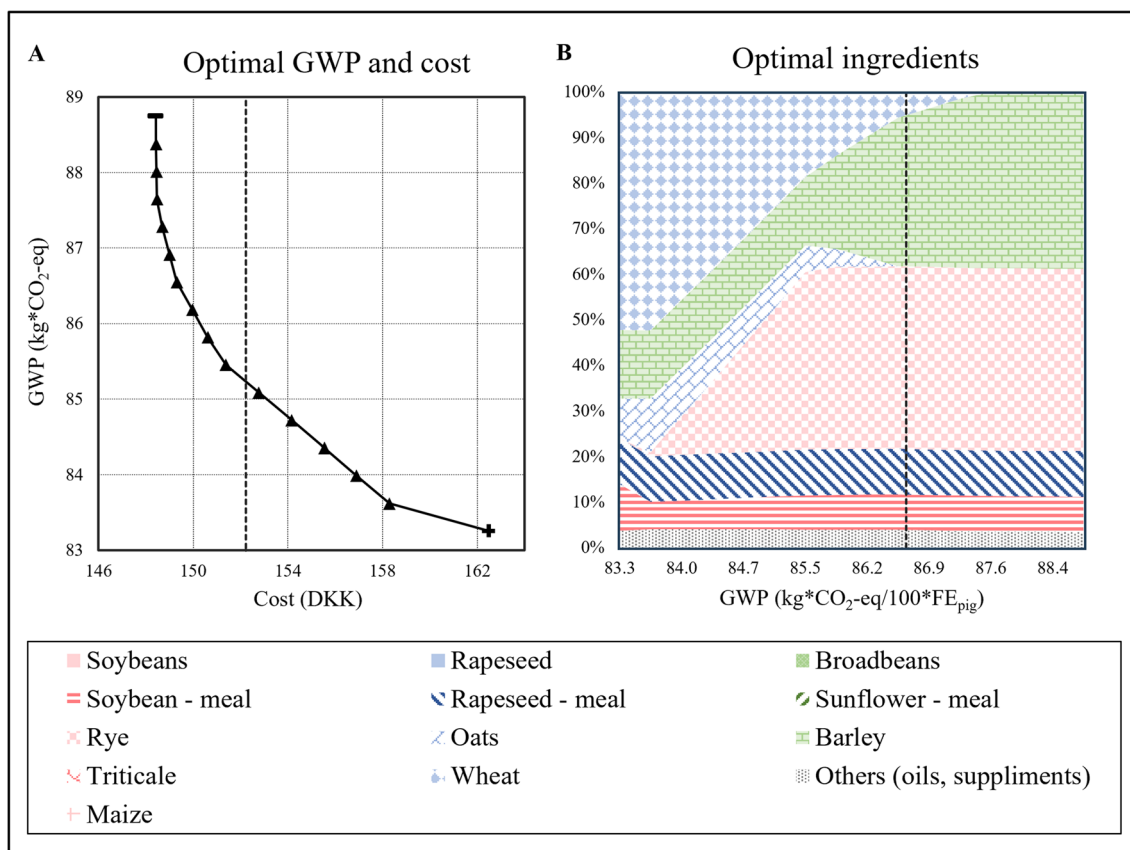 A
Optimal GWP and cost
89
88
87
86
85
84
83
GWP (kg*CO₂-eq)
146 150 154 158 162
Cost (DKK)
B
Optimal ingredients
100%
90%
80%
70%
60%
50%
40%
30%
20%
10%
0%
83.3 84.0 84.7 85.5 86.2 86.9 87.6 88.4
GWP (kg*CO₂-eq/100*FEpig)
Soybeans Rapeseed Broadbeans
Soybean - meal Rapeseed - meal Sunflower - meal
Rye Oats Barley
Triticale Wheat Others (oils, suppliments)
Maize